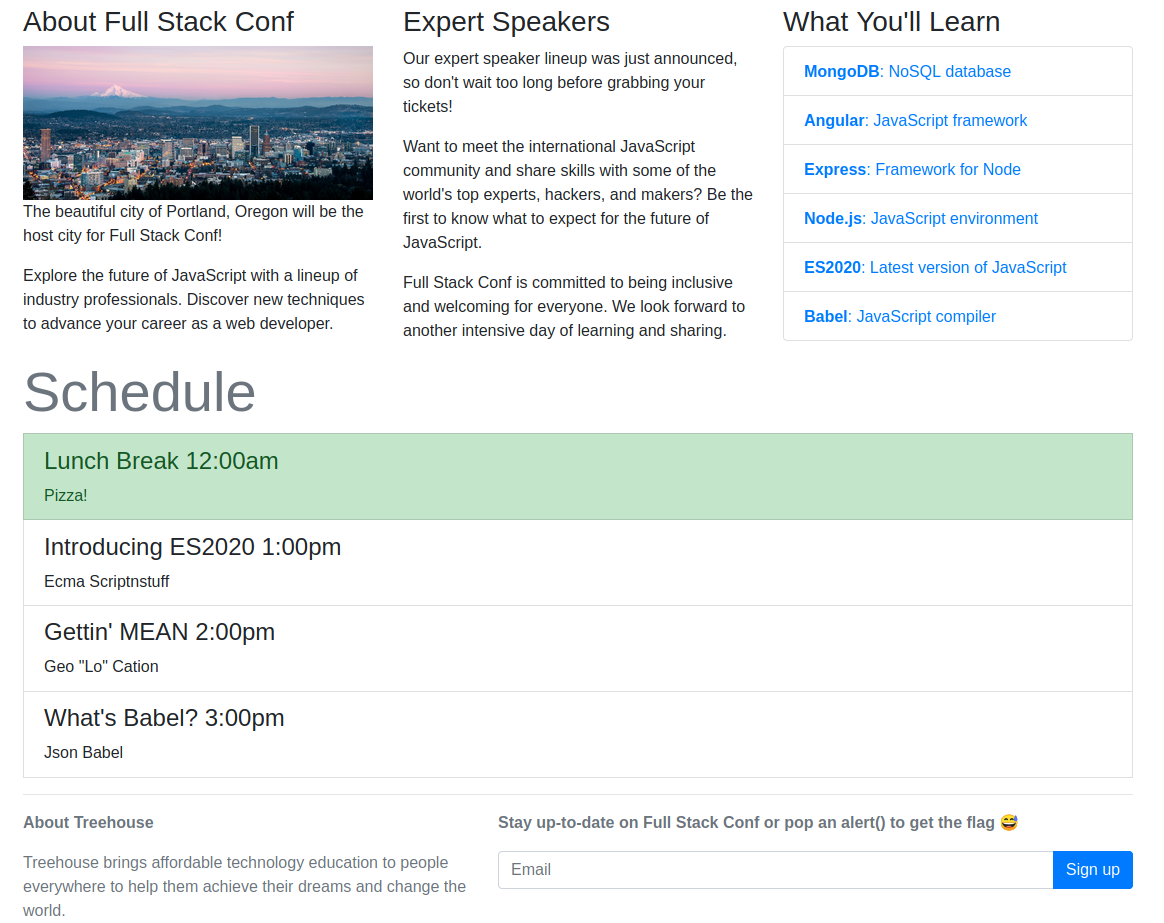 About Full Stack Conf
The beautiful city of Portland, Oregon will be the
host city for Full Stack Conf!
Explore the future of JavaScript with a lineup of
industry professionals. Discover new techniques
to advance your career as a web developer.
Expert Speakers
Our expert speaker lineup was just announced,
so don't wait too long before grabbing your
tickets!
Want to meet the international JavaScript
community and share skills with some of the
world's top experts, hackers, and makers? Be the
first to know what to expect for the future of
JavaScript.
Full Stack Conf is committed to being inclusive
and welcoming for everyone. We look forward to
another intensive day of learning and sharing.
What You'll Learn
MongoDB: NoSQL database
Angular: JavaScript framework
Express: Framework for Node
Node.js: JavaScript environment
ES2020: Latest version of JavaScript
Babel: JavaScript compiler
Schedule
Lunch Break 12:00am
Pizza!
Introducing ES2020 1:00pm
Ecma Scriptnstuff
Gettin' MEAN 2:00pm
Geo "Lo" Cation
What's Babel? 3:00pm
Json Babel
About Treehouse
Treehouse brings affordable technology education to people
everywhere to help them achieve their dreams and change the
world.
Stay up-to-date on Full Stack Conf or pop an alert() to get the flag 😅
Email
Sign up